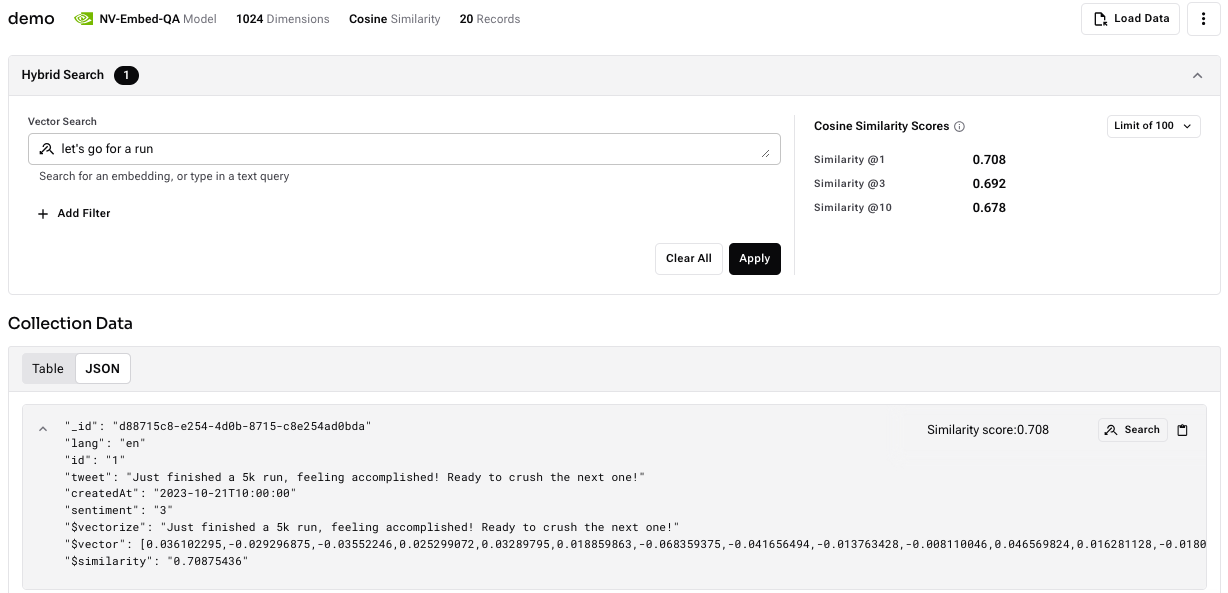 demo NV-Embed-QA Model 1024 Dimensions Cosine Similarity 20 Records Load Data
Hybrid Search 1
Vector Search
let's go for a run
Search for an embedding, or type in a text query
Add Filter
Clear All Apply
Cosine Similarity Scores Limit of 100
Similarity @1 0.708
Similarity @3 0.692
Similarity @10 0.678
Collection Data
Table JSON
"_id": "d88715c8-e254-4d0b-8715-c8e254ad0bda"
Similarity score:0.708 Search
"lang": "en"
"id": "1"
"tweet": "Just finished a 5k run, feeling accomplished! Ready to crush the next one!"
"createdAt": "2023-10-21T10:00:00"
"sentiment": "3"
"$vectorize": "Just finished a 5k run, feeling accomplished! Ready to crush the next one!"
"$vector": [0.036102295,-0.029296875,-0.03552246,0.025299072,0.03289795,0.018859863,-0.068359375,-0.041656494,-0.013763428,-0.008110046,0.046569824,0.016281128,-0.0180
"$similarity": "0.70875436"